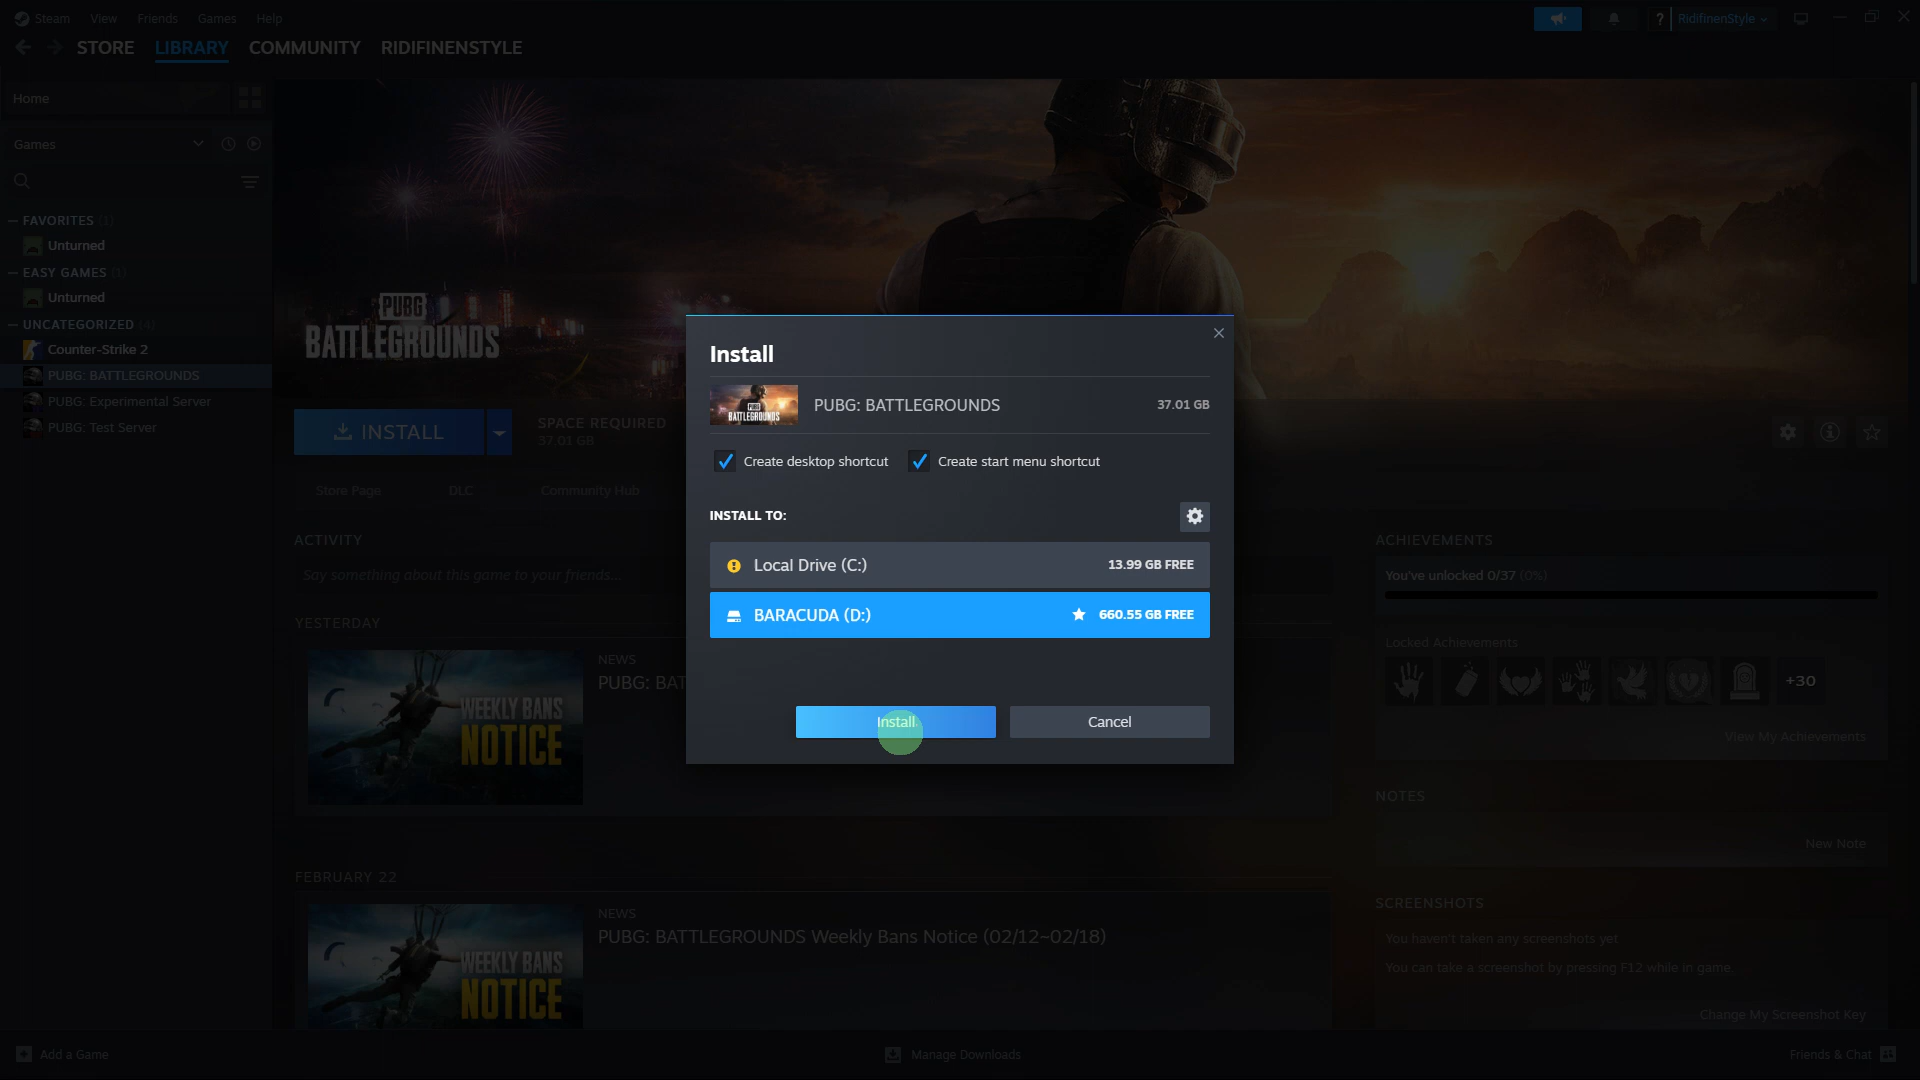 Steam View Friends Games Help
? RidifinenStyle
STORE LIBRARY COMMUNITY RIDIFINENSTYLE
Home
Games
FAVORITES (1)
Unturned
EASY GAMES (1)
Unturned
UNCATEGORIZED (4)
Counter-Strike 2
PUBG: BATTLEGROUNDS
PUBG: Experimental Server
PUBG: Test Server
PUBG
BATTLEGROUNDS
INSTALL
SPACE REQUIRED
37.01 GB
Store Page DLC Community Hub
ACTIVITY
Say something about this game to your friends...
YESTERDAY
WEEKLY BANS
NOTICE
NEWS
PUBG: BAT
FEBRUARY 22
WEEKLY BANS
NOTICE
NEWS
PUBG: BATTLEGROUNDS Weekly Bans Notice (02/12~02/18)
Install
PUBG
BATTLEGROUNDS
PUBG: BATTLEGROUNDS 37.01 GB
Create desktop shortcut Create start menu shortcut
INSTALL TO:
Local Drive (C:) 13.99 GB FREE
BARACUDA (D:) 660.55 GB FREE
Install Cancel
ACHIEVEMENTS
You've unlocked 0/37 (0%)
Locked Achievements
+30
View My Achievements
NOTES
New Note
SCREENSHOTS
You haven't taken any screenshots yet
You can take a screenshot by pressing F12 while in game
Change My Screenshot Key
Add a Game Manage Downloads Friends & Chat